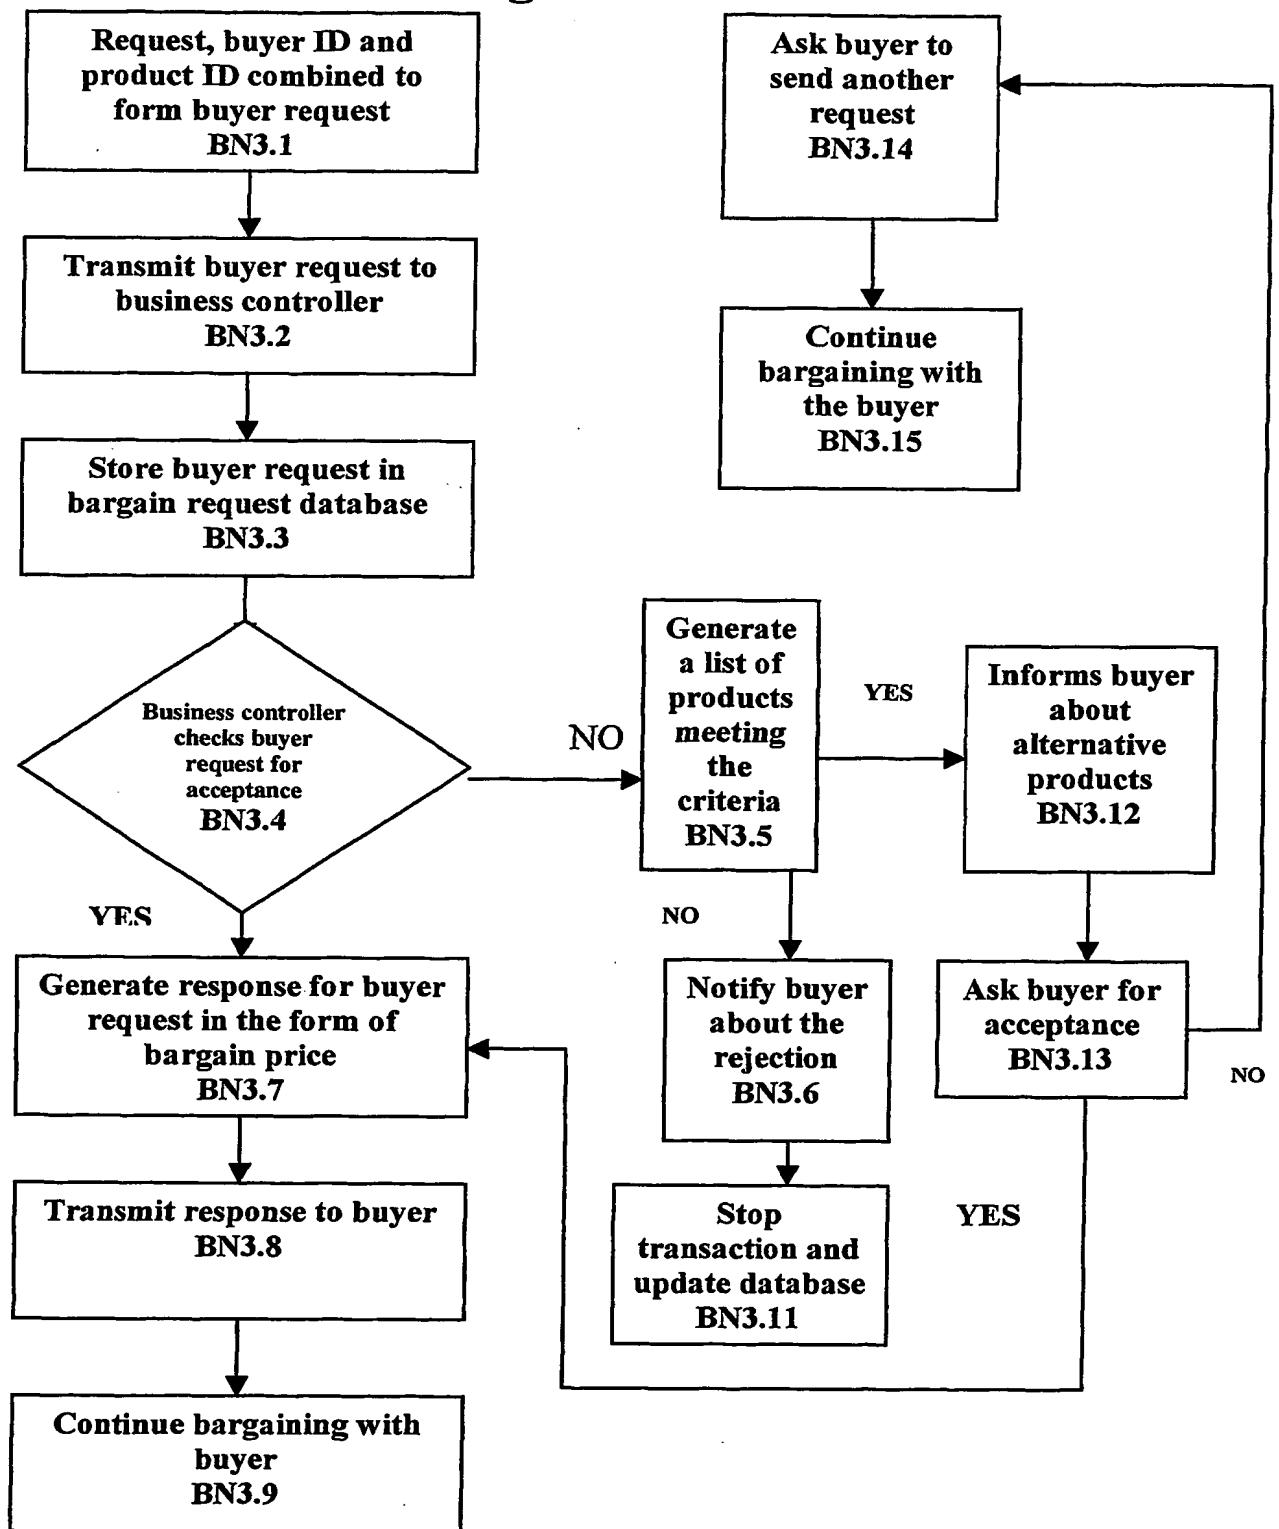 Request, buyer ID and
product ID combined to
form buyer request
BN3.1
Transmit buyer request to
business controller
BN3.2
Store buyer request in
bargain request database
BN3.3
Business controller
checks buyer
request for
acceptance
BN3.4
YES
NO
Generate response for buyer
request in the form of
bargain price
BN3.7
Transmit response to buyer
BN3.8
Continue bargaining with
buyer
BN3.9
Generate
a list of
products
meeting
the
criteria
BN3.5
YES
NO
Notify buyer
about the
rejection
BN3.6
Stop
transaction and
update database
BN3.11
Informs buyer
about
alternative
products
BN3.12
Ask buyer for
acceptance
BN3.13
NO
YES
Ask buyer to
send another
request
BN3.14
Continue
bargaining with
the buyer
BN3.15